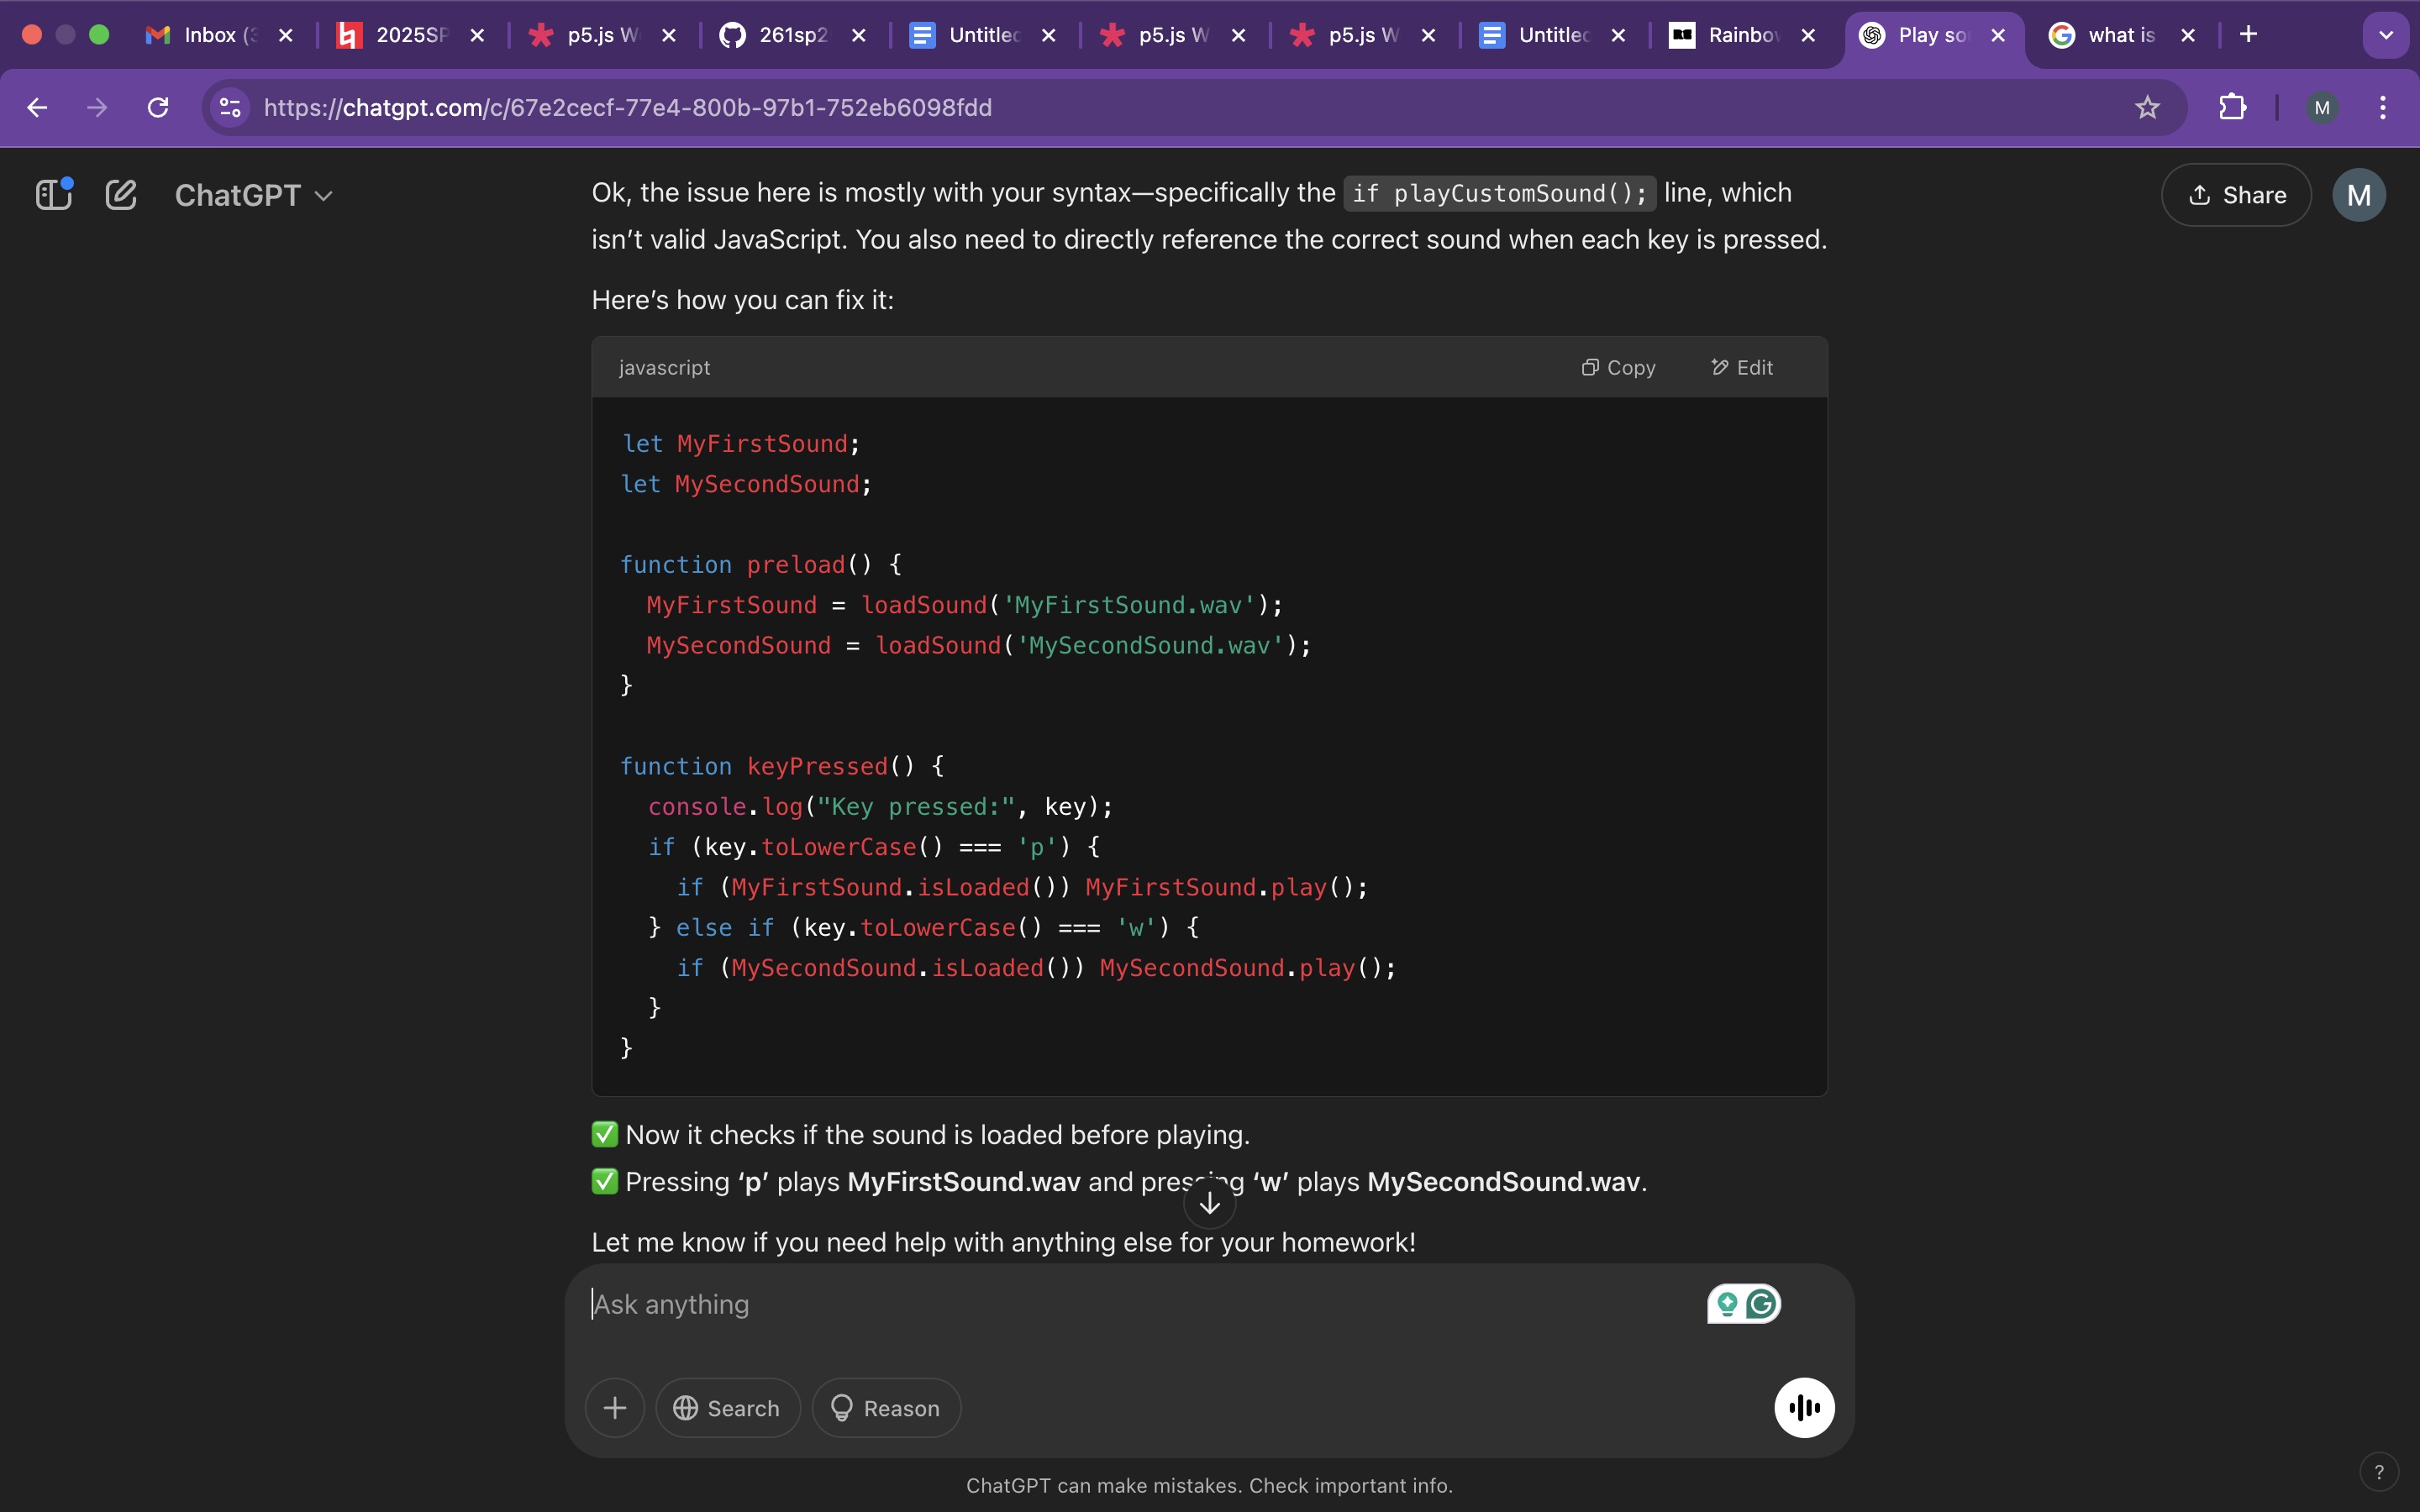 Inbox (3
2025SP
p5.js W
261sp2
Untitled
p5.js W
p5.js W
Untitled
Rainbow
Play so
what is
https://chatgpt.com/c/67e2cecf-77e4-800b-97b1-752eb6098fdd
M
ChatGPT
Share
M
Ok, the issue here is mostly with your syntax—specifically the if playCustomSound(); line, which
isn’t valid JavaScript. You also need to directly reference the correct sound when each key is pressed.
Here’s how you can fix it:
javascript
Copy
Edit
let MyFirstSound;
let MySecondSound;
function preload() {
  MyFirstSound = loadSound('MyFirstSound.wav');
  MySecondSound = loadSound('MySecondSound.wav');
}
function keyPressed() {
  console.log("Key pressed:", key);
  if (key.toLowerCase() === 'p') {
    if (MyFirstSound.isLoaded()) MyFirstSound.play();
  } else if (key.toLowerCase() === 'w') {
    if (MySecondSound.isLoaded()) MySecondSound.play();
  }
}
✅ Now it checks if the sound is loaded before playing.
✅ Pressing ‘p’ plays MyFirstSound.wav and pressing ‘w’ plays MySecondSound.wav.
Let me know if you need help with anything else for your homework!
Ask anything
Search
Reason
ChatGPT can make mistakes. Check important info.
?